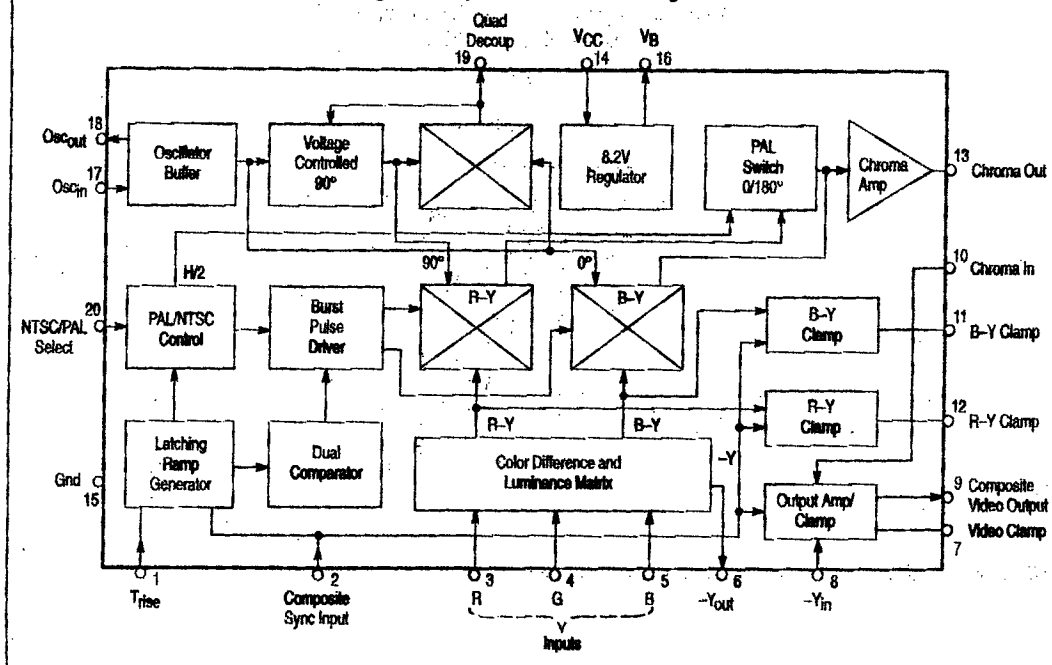 Quad
Decoup
19
VCC
14
VB
16
18
Oscout
17
Oscin
Oscillator
Buffer
Voltage
Controlled
90°
8.2V
Regulator
PAL
Switch
0/180°
Chroma
Amp
13
Chroma Out
H/2
90°
0°
10
Chroma In
20
NTSC/PAL
Select
PAL/NTSC
Control
Burst
Pulse
Driver
R–Y
B–Y
B–Y
Clamp
11
B–Y Clamp
R–Y
Clamp
12
R–Y Clamp
R–Y
B–Y
–Y
Gnd
15
Latching
Ramp
Generator
Dual
Comparator
Color Difference and
Luminance Matrix
Output Amp/
Clamp
9 Composite
Video Output
Video Clamp
7
1
Trise
2
Composite
Sync Input
3
R
4
G
5
B
6
–Yout
8
–Yin
Inputs